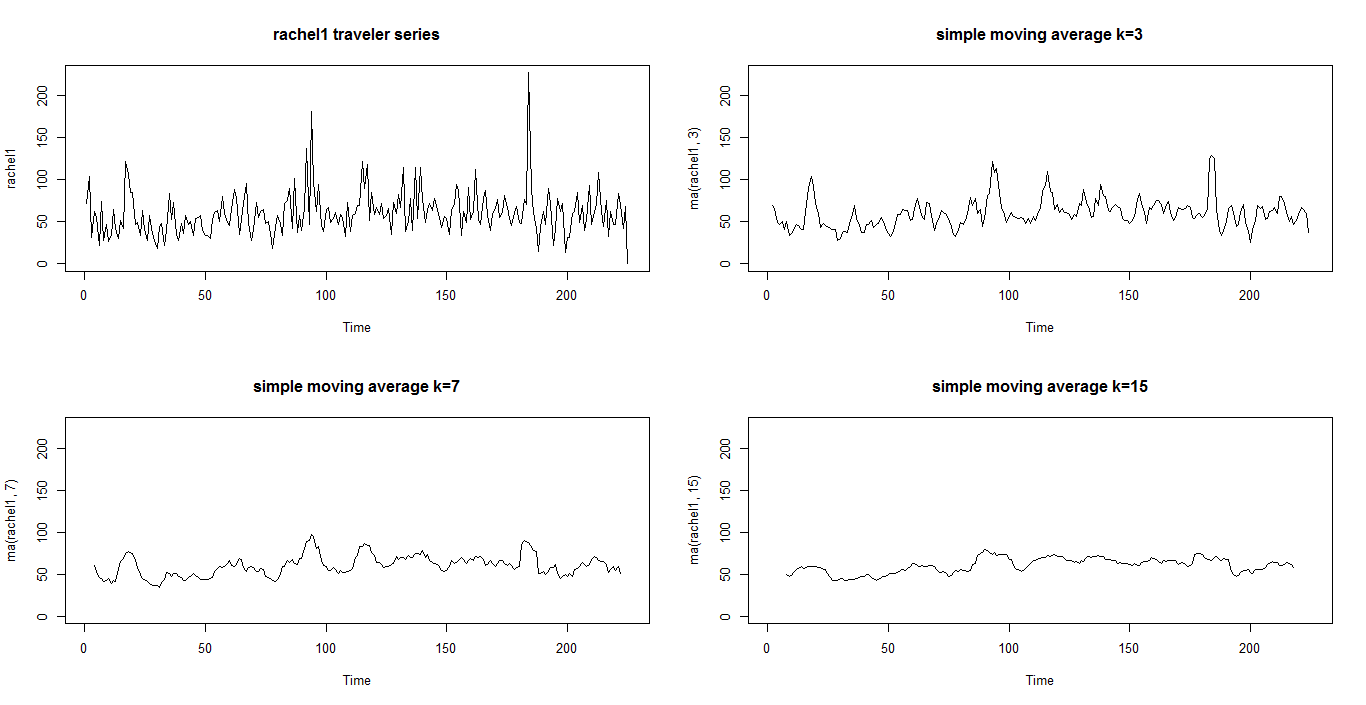 rachel1 traveler series
rachel1
0 50 100 150 200
0 50 100 150 200
Time
simple moving average k=3
ma(rachel1, 3)
0 50 100 150 200
0 50 100 150 200
Time
simple moving average k=7
ma(rachel1, 7)
0 50 100 150 200
0 50 100 150 200
Time
simple moving average k=15
ma(rachel1, 15)
0 50 100 150 200
0 50 100 150 200
Time